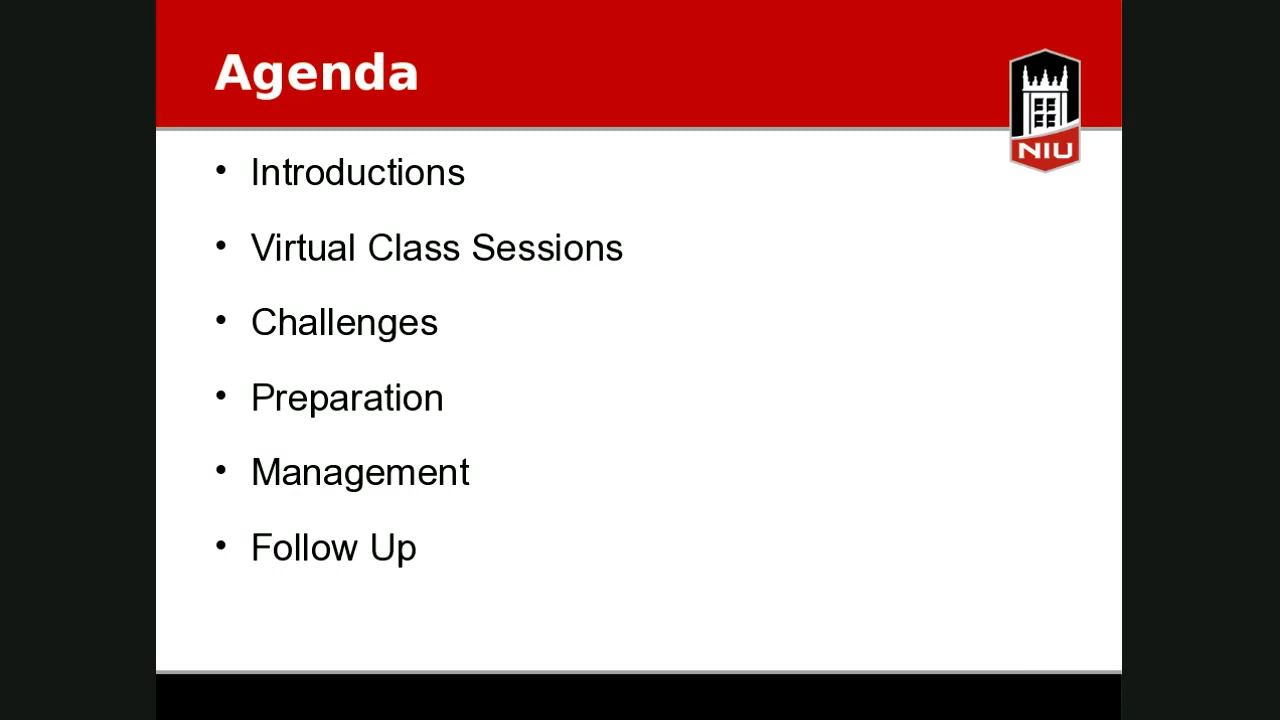 Agenda
NIU
• Introductions
• Virtual Class Sessions
• Challenges
• Preparation
• Management
• Follow Up